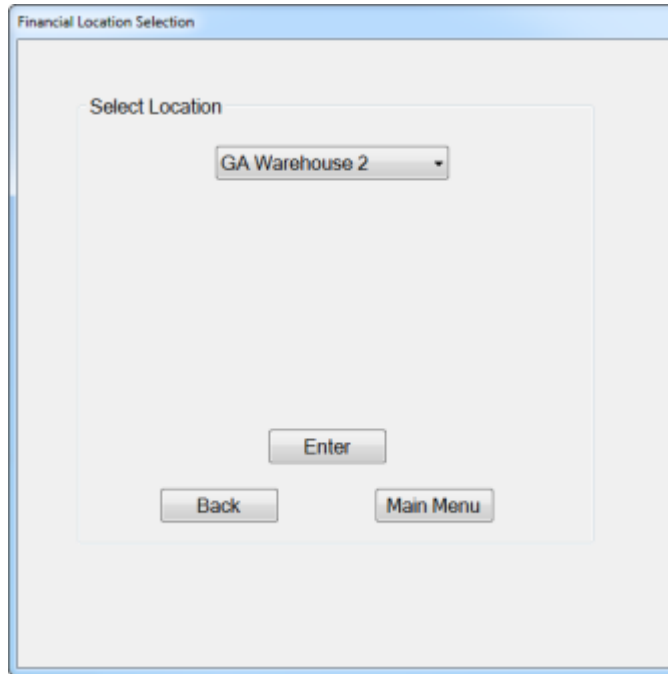 Financial Location Selection
Select Location
GA Warehouse 2
Enter
Back
Main Menu